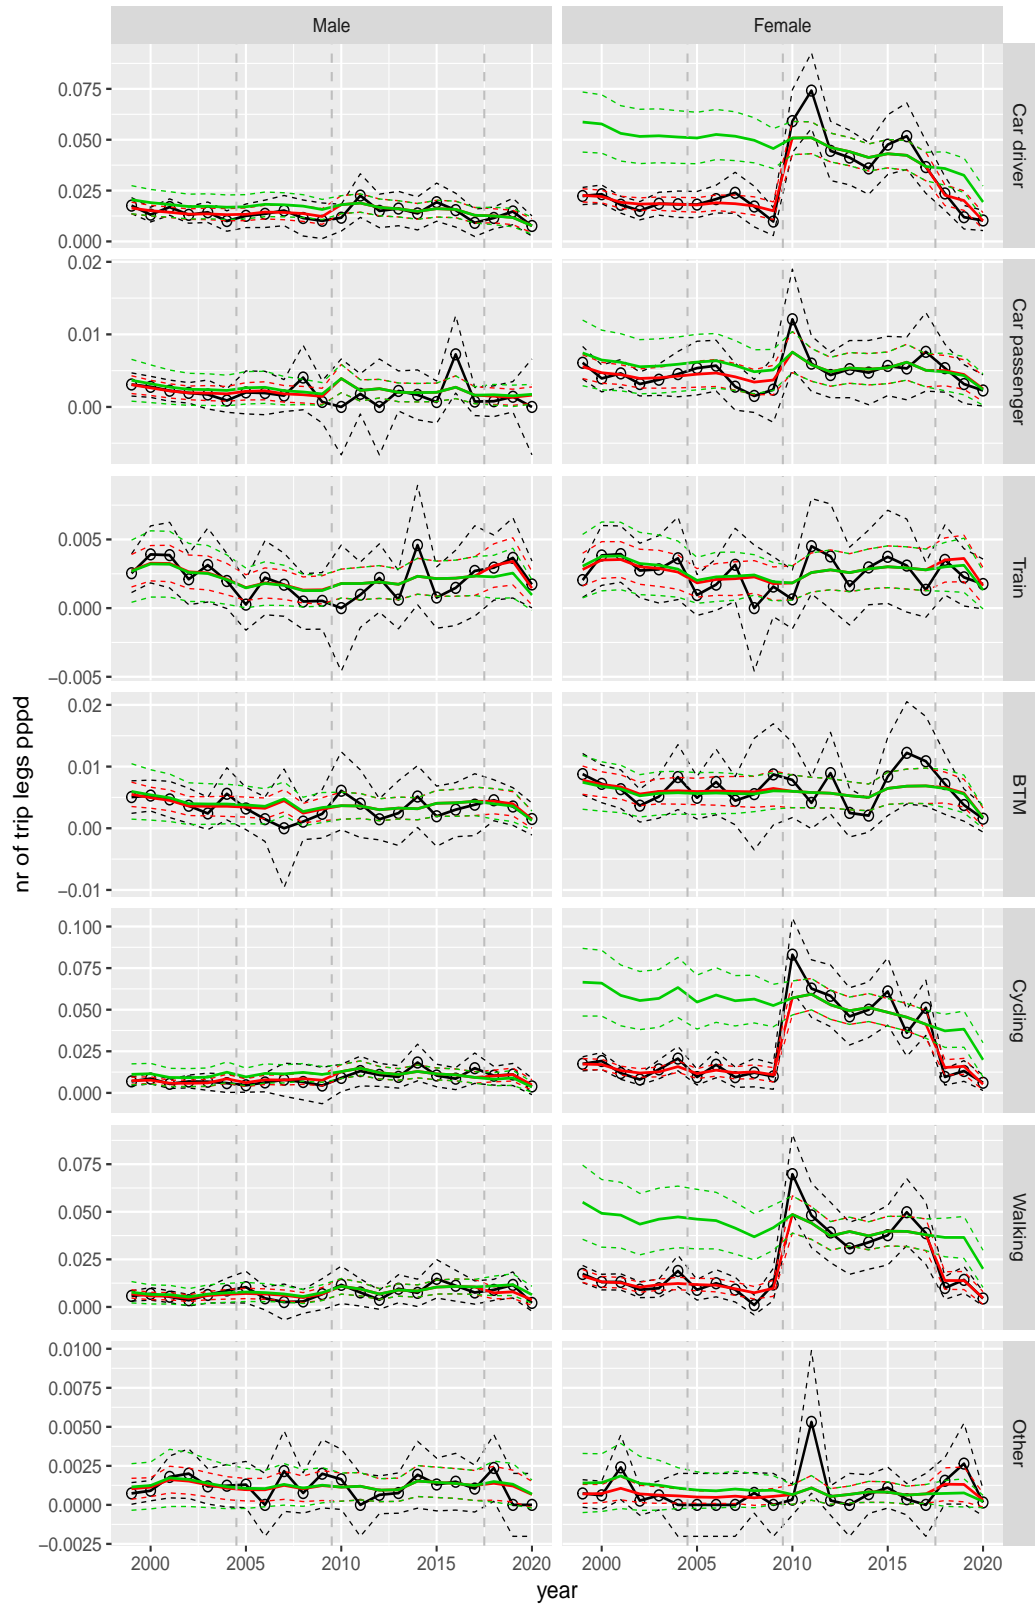 Male
Female
0.075
0.050
0.025
0.000
Car driver
0.02
0.01
0.00
Car passenger
0.005
0.000
−0.005
Train
0.02
0.01
0.00
−0.01
BTM
0.100
0.075
0.050
0.025
0.000
Cycling
0.075
0.050
0.025
0.000
Walking
0.0100
0.0075
0.0050
0.0025
0.0000
−0.0025
Other
nr of trip legs pppd
2000 2005 2010 2015 2020 2000 2005 2010 2015 2020
year